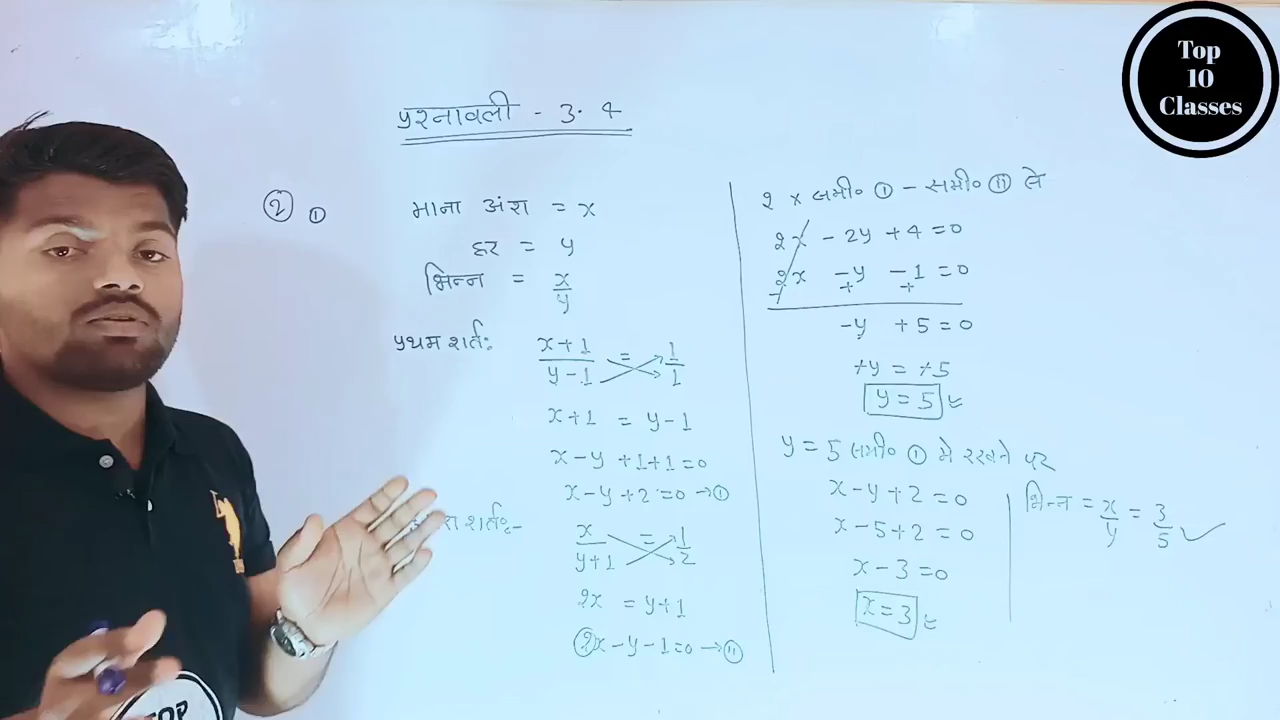 Top
10
Classes
प्रश्नावली - 3.4
② ①
माना अंश = x
हर = y
भिन्न = x/y
प्रथम शर्तः (x+1)/(y-1) = 1/1
x+1 = y-1
x-y+1+1=0
x-y+2=0 → ①
शर्तः- x/(y+1) = 1/2
2x = y+1
2x-y-1=0 → ⑪
2 x समी० ① - समी० ⑪ से
2x - 2y + 4 = 0
2x -y -1 = 0
- + +
-y +5 = 0
+y = +5
y = 5
y = 5 समी० ① मे रखने पर
x-y+2 = 0
x-5+2 = 0
x-3 = 0
x = 3
भिन्न = x/y = 3/5 ✓
TOP